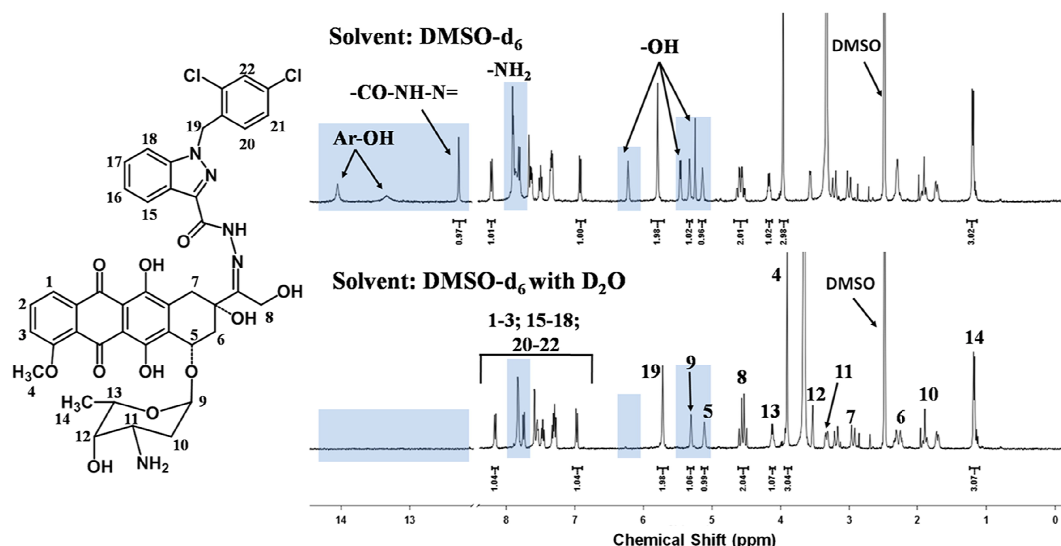 Solvent: DMSO-d6
-OH
DMSO
-NH2
-CO-NH-N=
Ar-OH
0.97
1.01
1.00
1.98
1.02
0.96
2.01
1.02
2.98
3.02
Solvent: DMSO-d6 with D2O
1-3; 15-18;
20-22
19
9
5
8
13
4
12
11
7
DMSO
6
10
14
1.04
1.04
1.98
1.06
0.99
2.04
1.07
3.04
3.07
14
13
8
7
6
5
4
3
2
1
0
Chemical Shift (ppm)
Cl
22
Cl
19
21
20
18
N
17
N
16
15
O
NH
N
O
OH
7
OH
1
2
OH
8
3
6
5
O
O
OH
O
CH3
4
13
9
H3C
14
O
11
12
10
OH
NH2